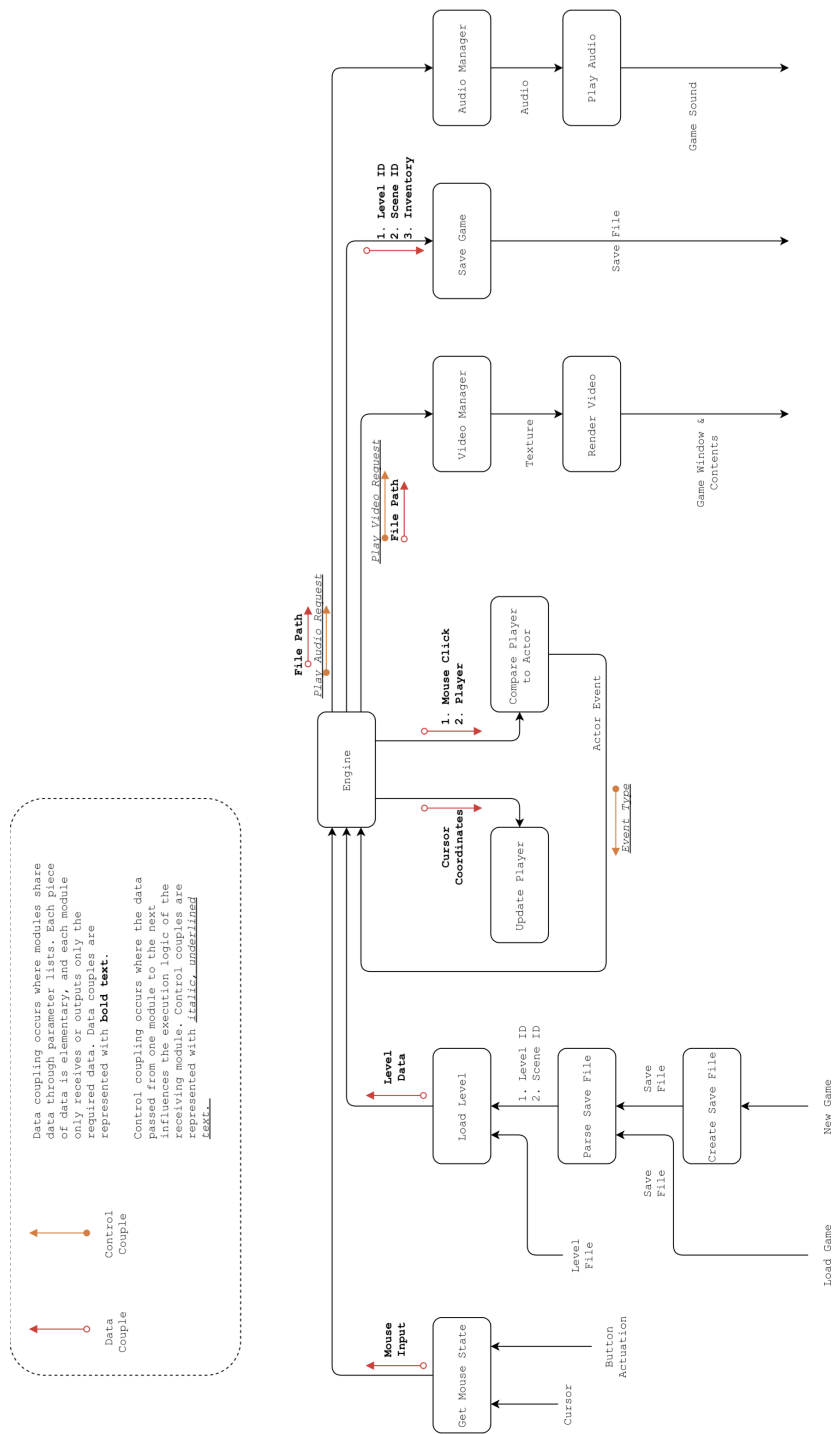 Data
Couple
Control
Couple
Data coupling occurs where modules share
data through parameter lists. Each piece
of data is elementary, and each module
only receives or outputs only the
required data. Data couples are
represented with bold text.
Control coupling occurs where the data
passed from one module to the next
influences the execution logic of the
receiving module. Control couples are
represented with italic, underlined
text.
File Path
Play Audio Request
Engine
Play Video Request
File Path
1. Level ID
2. Scene ID
3. Inventory
Mouse
Input
Level
Data
Cursor
Coordinates
1. Mouse Click
2. Player
Get Mouse State
Load Level
Video Manager
Save Game
Audio Manager
Cursor
Button
Actuation
Level
File
1. Level ID
2. Scene ID
Update Player
Compare Player
to Actor
Texture
Audio
Parse Save File
Actor Event
Event Type
Render Video
Play Audio
Save
File
Save
File
Create Save File
Game Window &
Contents
Save File
Game Sound
Load Game
New Game